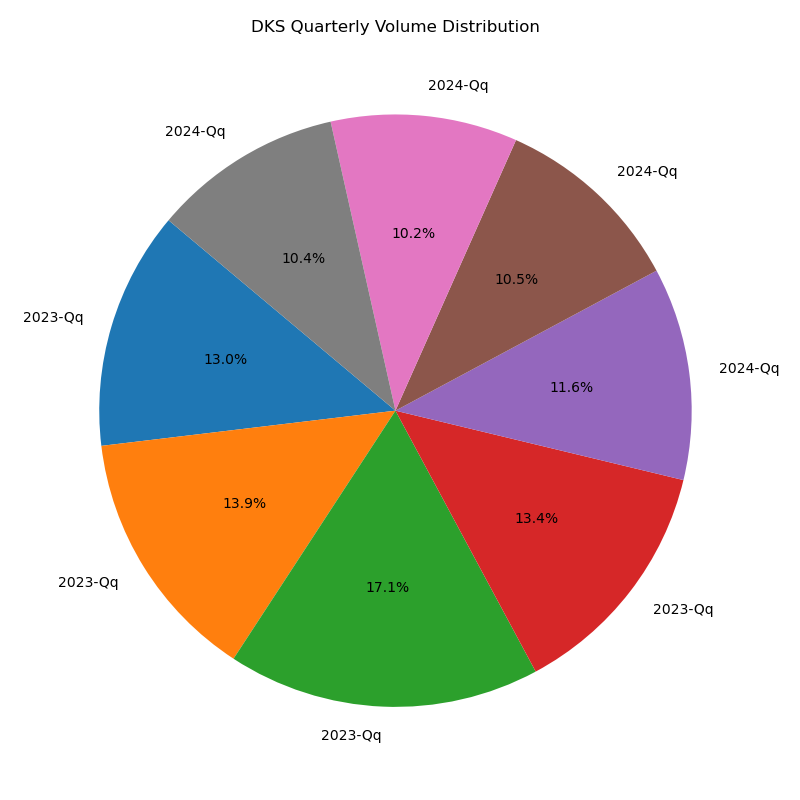 DKS Quarterly Volume Distribution
2024-Qq
2024-Qq
2024-Qq
10.2%
10.4%
10.5%
2023-Qq
13.0%
11.6%
2024-Qq
13.9%
13.4%
2023-Qq
17.1%
2023-Qq
2023-Qq